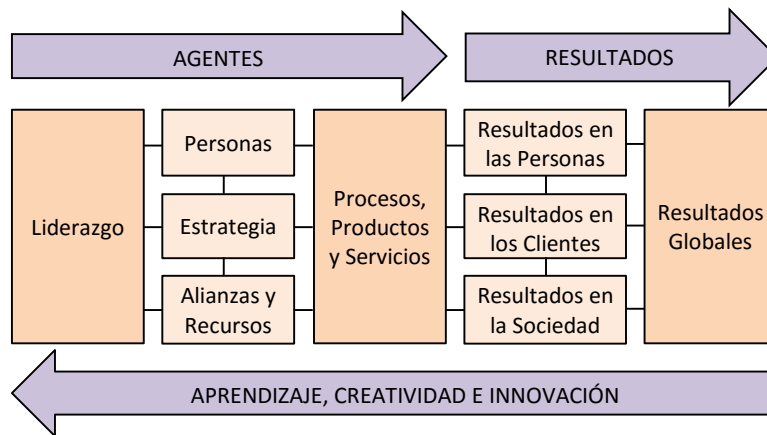 AGENTES
RESULTADOS
Liderazgo
Personas
Estrategia
Alianzas y
Recursos
Procesos,
Productos
y Servicios
Resultados en
las Personas
Resultados en
los Clientes
Resultados en
la Sociedad
Resultados
Globales
APRENDIZAJE, CREATIVIDAD E INNOVACIÓN